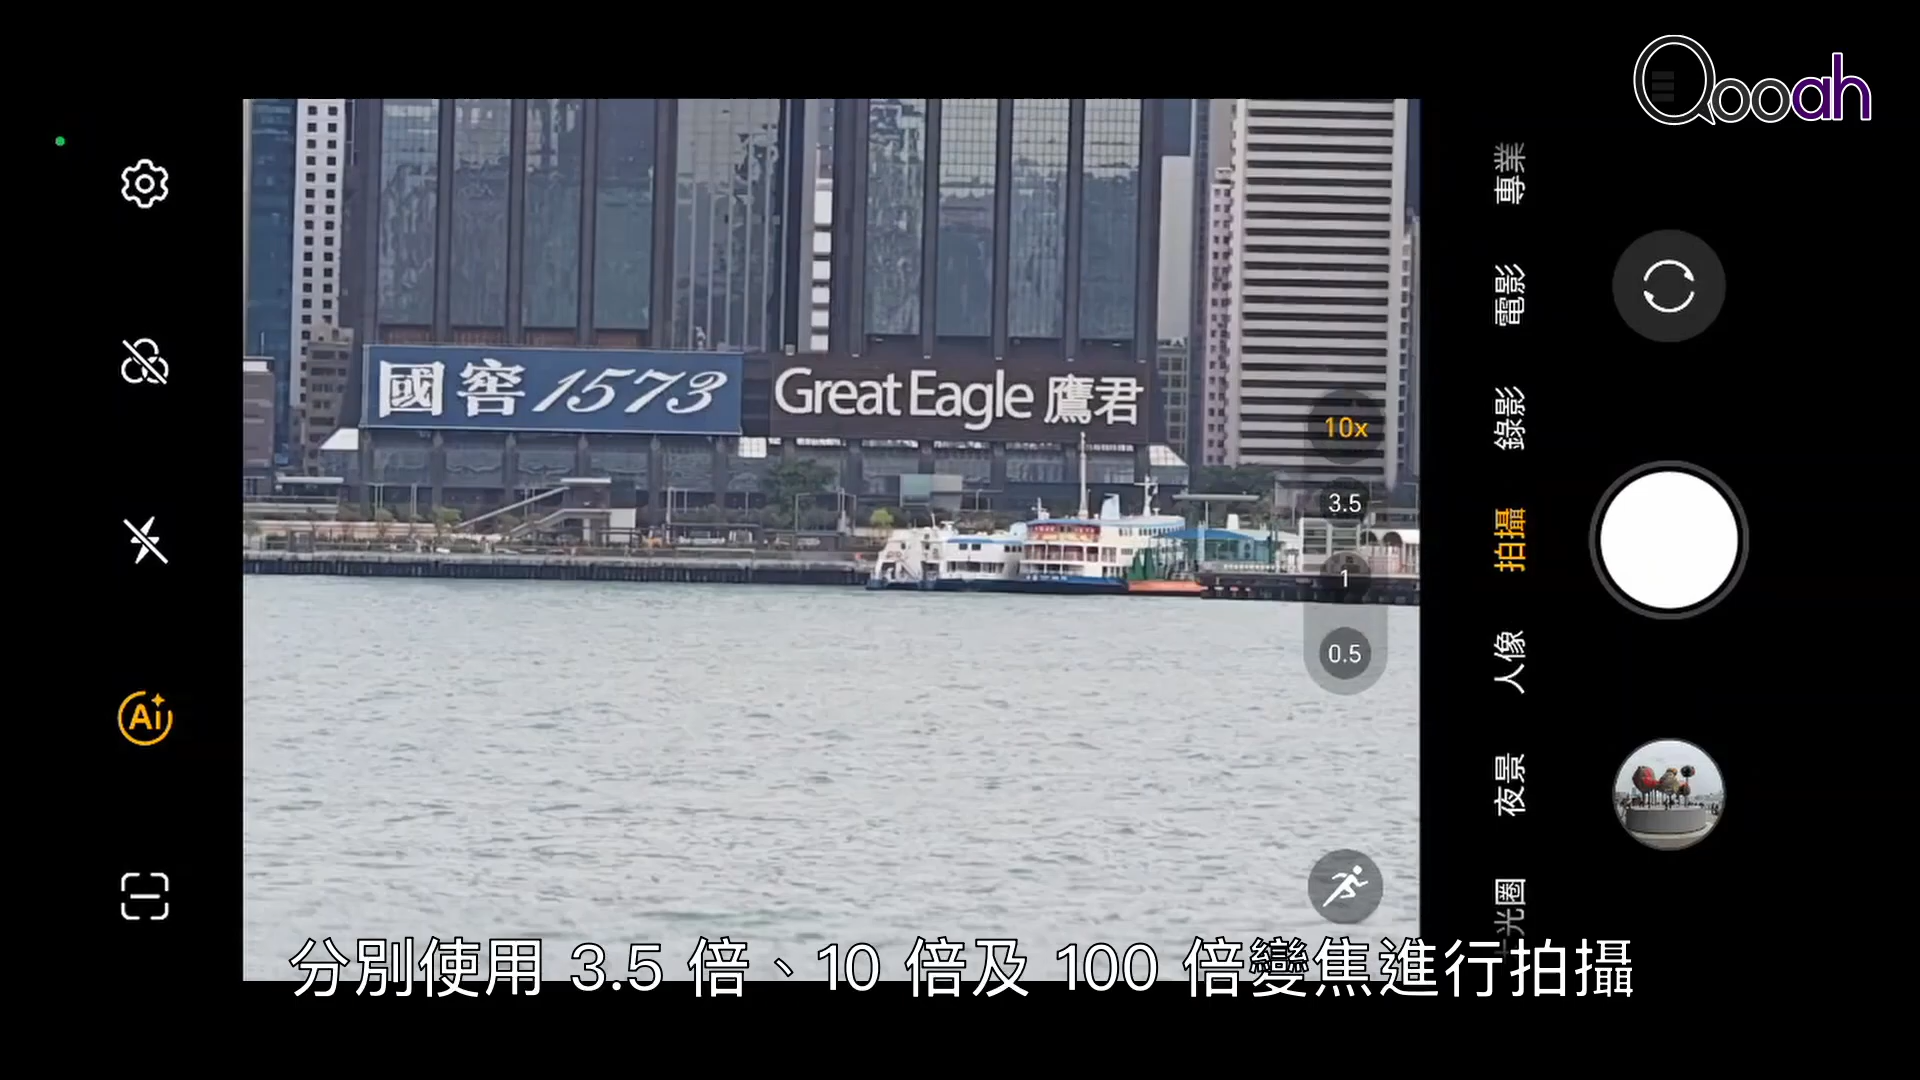 Qooah
專業
電影
錄影
拍攝
人像
夜景
光圈
Ai
國窖1573
Great Eagle 鷹君
10x
3.5
1
0.5
分別使用 3.5 倍、10 倍及 100 倍變焦進行拍攝